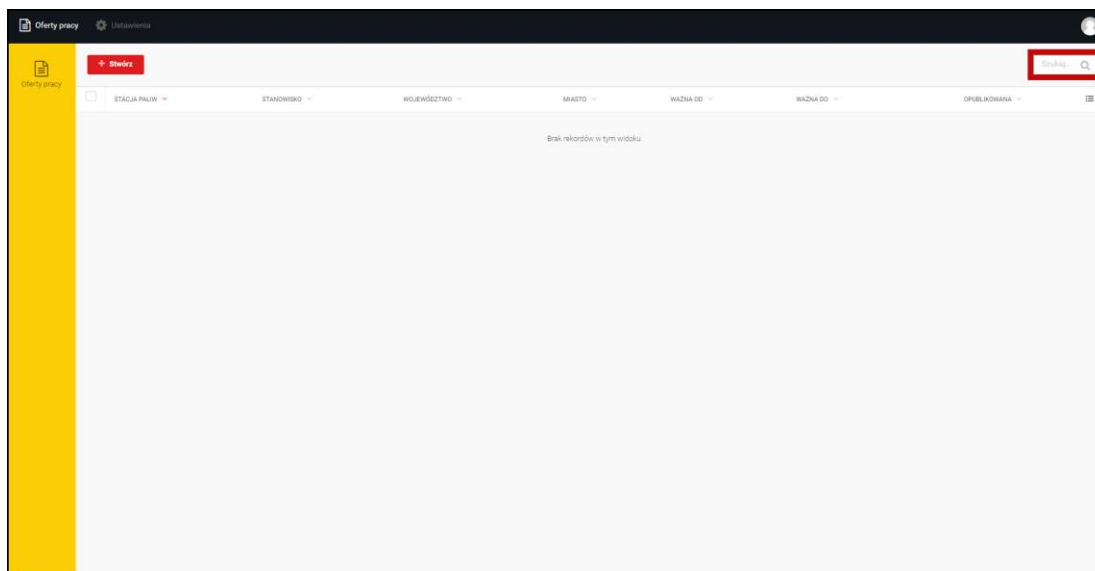 Oferty pracy Ustawienia
Oferty pracy
+ Stwórz
Szukaj...
STACJA PALIW STANOWISKO WOJEWÓDZTWO MIASTO WAŻNA OD WAŻNA DO OPUBLIKOWANA
Brak rekordów w tym widoku.